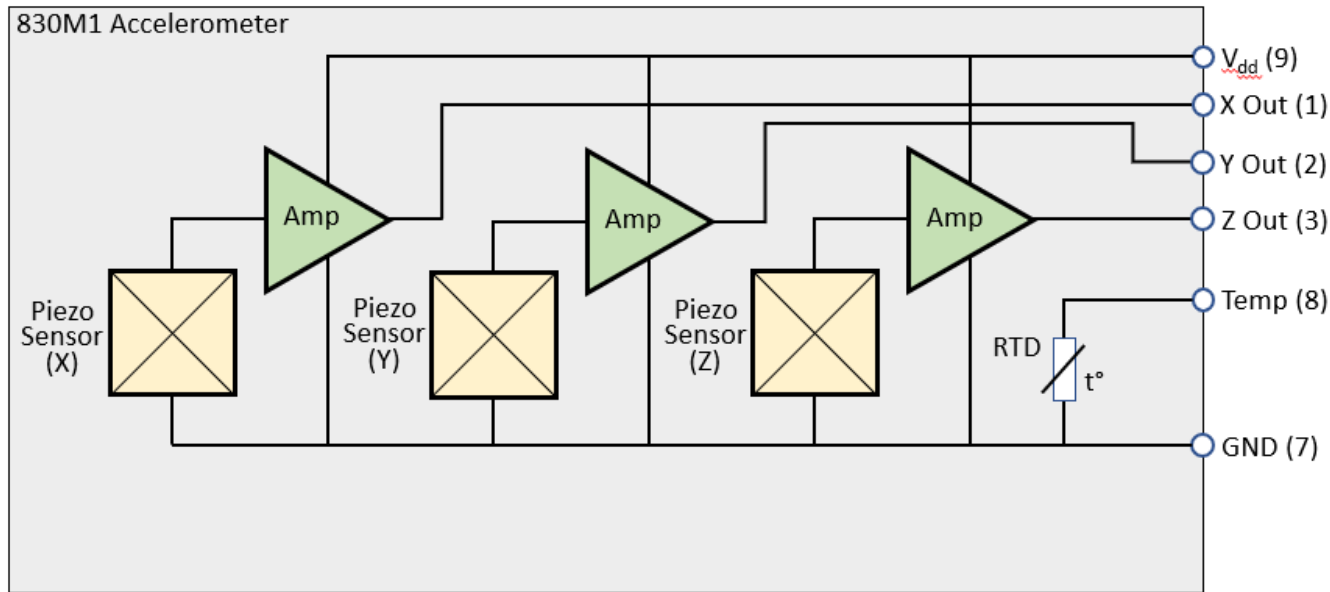 830M1 Accelerometer
Vdd (9)
X Out (1)
Y Out (2)
Z Out (3)
Temp (8)
GND (7)
Amp
Amp
Amp
Piezo
Sensor
(X)
Piezo
Sensor
(Y)
Piezo
Sensor
(Z)
RTD
t°